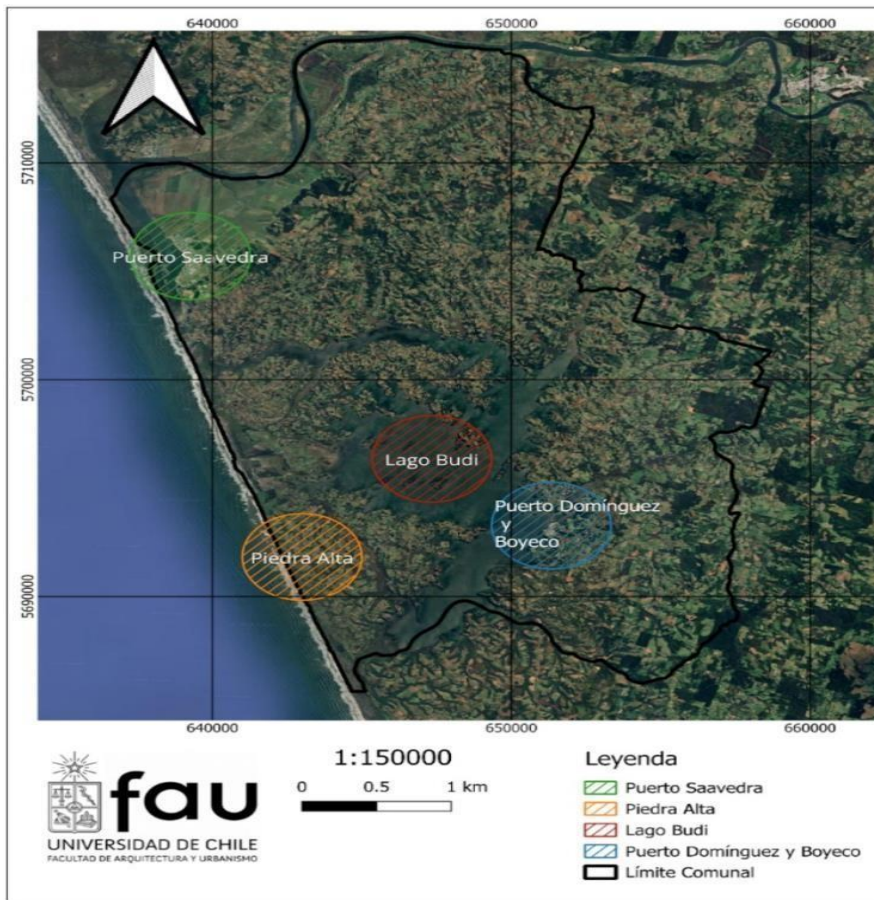 640000 650000 660000
5710000
5700000
5690000
Puerto Saavedra
Lago Budi
Puerto Domínguez
y
Boyeco
Piedra Alta
640000 650000 660000
fau
UNIVERSIDAD DE CHILE
FACULTAD DE ARQUITECTURA Y URBANISMO
1:150000
0 0.5 1 km
Leyenda
Puerto Saavedra
Piedra Alta
Lago Budi
Puerto Domínguez y Boyeco
Límite Comunal